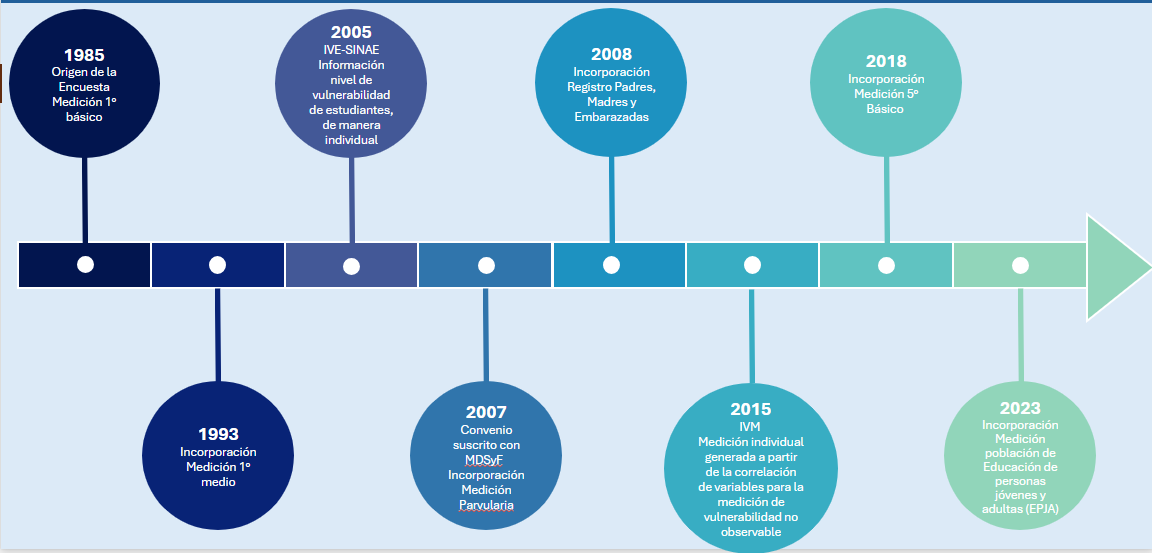 1985
Origen de la
Encuesta
Medición 1º
básico
1993
Incorporación
Medición 1º
medio
2005
IVE-SINAE
Información
nivel de
vulnerabilidad
de estudiantes,
de manera
individual
2007
Convenio
suscrito con
MDSyF
Incorporación
Medición
Parvularia
2008
Incorporación
Registro Padres,
Madres y
Embarazadas
2015
IVM
Medición individual
generada a partir
de la correlación
de variables para la
medición de
vulnerabilidad no
observable
2018
Incorporación
Medición 5º
Básico
2023
Incorporación
Medición
población de
Educación de
personas
jóvenes y
adultas (EPJA)